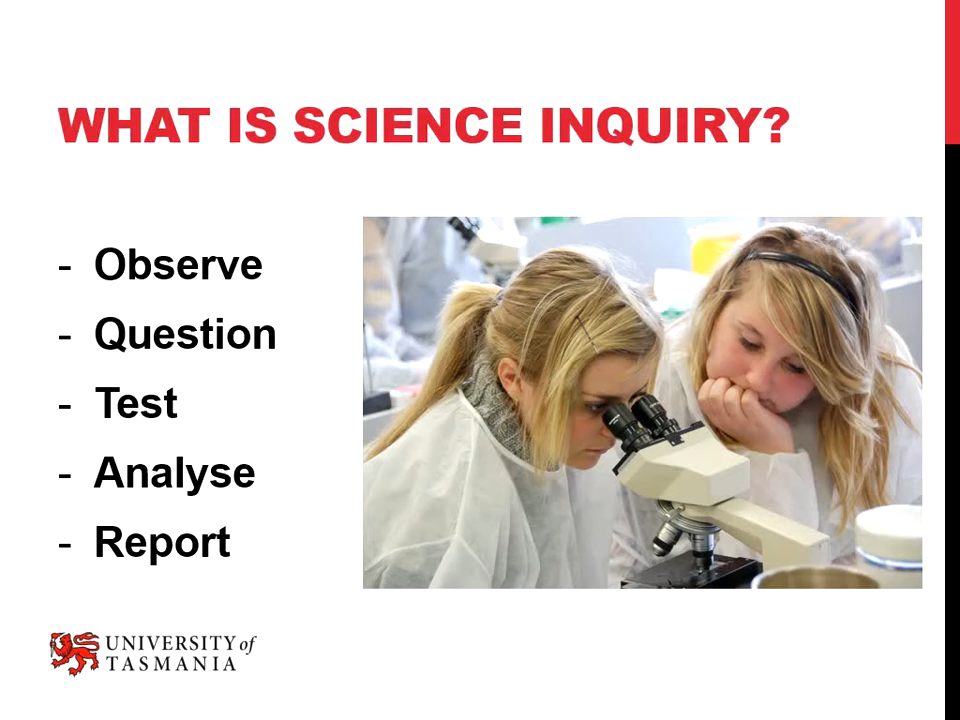 WHAT IS SCIENCE INQUIRY?
- Observe
- Question
- Test
- Analyse
- Report
UNIVERSITY of
TASMANIA